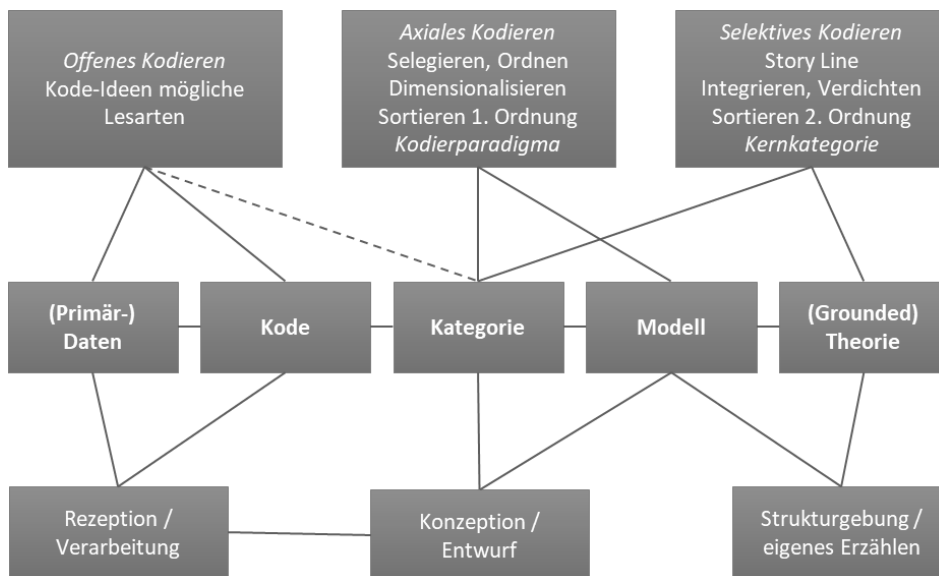 Offenes Kodieren
Kode-Ideen mögliche
Lesarten
Axiales Kodieren
Selegieren, Ordnen
Dimensionalisieren
Sortieren 1. Ordnung
Kodierparadigma
Selektives Kodieren
Story Line
Integrieren, Verdichten
Sortieren 2. Ordnung
Kernkategorie
(Primär-)
Daten
Kode
Kategorie
Modell
(Grounded)
Theorie
Rezeption /
Verarbeitung
Konzeption /
Entwurf
Strukturgebung /
eigenes Erzählen